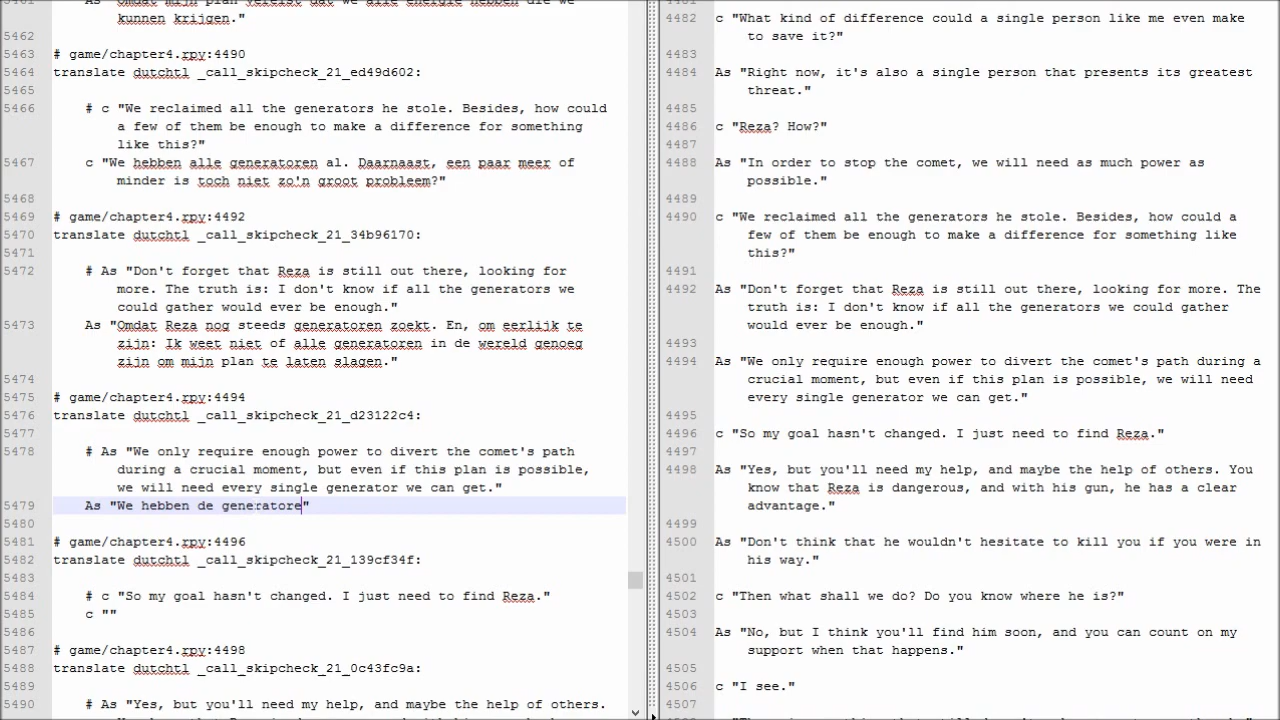 5461 As "Omdat mijn plan vereist dat we alle energie hebben die we
kunnen krijgen."
5462
5463 # game/chapter4.rpy:4490
5464 translate dutchtl _call_skipcheck_21_ed49d602:
5465
5466 # c "We reclaimed all the generators he stole. Besides, how could
a few of them be enough to make a difference for something
like this?"
5467 c "We hebben alle generatoren al. Daarnaast, een paar meer of
minder is toch niet zo'n groot probleem?"
5468
5469 # game/chapter4.rpy:4492
5470 translate dutchtl _call_skipcheck_21_34b96170:
5471
5472 # As "Don't forget that Reza is still out there, looking for
more. The truth is: I don't know if all the generators we
could gather would ever be enough."
5473 As "Omdat Reza nog steeds generatoren zoekt. En, om eerlijk te
zijn: Ik weet niet of alle generatoren in de wereld genoeg
zijn om mijn plan te laten slagen."
5474
5475 # game/chapter4.rpy:4494
5476 translate dutchtl _call_skipcheck_21_d23122c4:
5477
5478 # As "We only require enough power to divert the comet's path
during a crucial moment, but even if this plan is possible,
we will need every single generator we can get."
5479 As "We hebben de generatore"
5480
5481 # game/chapter4.rpy:4496
5482 translate dutchtl _call_skipcheck_21_139cf34f:
5483
5484 # c "So my goal hasn't changed. I just need to find Reza."
5485 c ""
5486
5487 # game/chapter4.rpy:4498
5488 translate dutchtl _call_skipcheck_21_0c43fc9a:
5489
5490 # As "Yes, but you'll need my help, and maybe the help of others.
4482 c "What kind of difference could a single person like me even make
to save it?"
4483
4484 As "Right now, it's also a single person that presents its greatest
threat."
4485
4486 c "Reza? How?"
4487
4488 As "In order to stop the comet, we will need as much power as
possible."
4489
4490 c "We reclaimed all the generators he stole. Besides, how could a
few of them be enough to make a difference for something like
this?"
4491
4492 As "Don't forget that Reza is still out there, looking for more. The
truth is: I don't know if all the generators we could gather
would ever be enough."
4493
4494 As "We only require enough power to divert the comet's path during a
crucial moment, but even if this plan is possible, we will need
every single generator we can get."
4495
4496 c "So my goal hasn't changed. I just need to find Reza."
4497
4498 As "Yes, but you'll need my help, and maybe the help of others. You
know that Reza is dangerous, and with his gun, he has a clear
advantage."
4499
4500 As "Don't think that he wouldn't hesitate to kill you if you were in
his way."
4501
4502 c "Then what shall we do? Do you know where he is?"
4503
4504 As "No, but I think you'll find him soon, and you can count on my
support when that happens."
4505
4506 c "I see."
4507